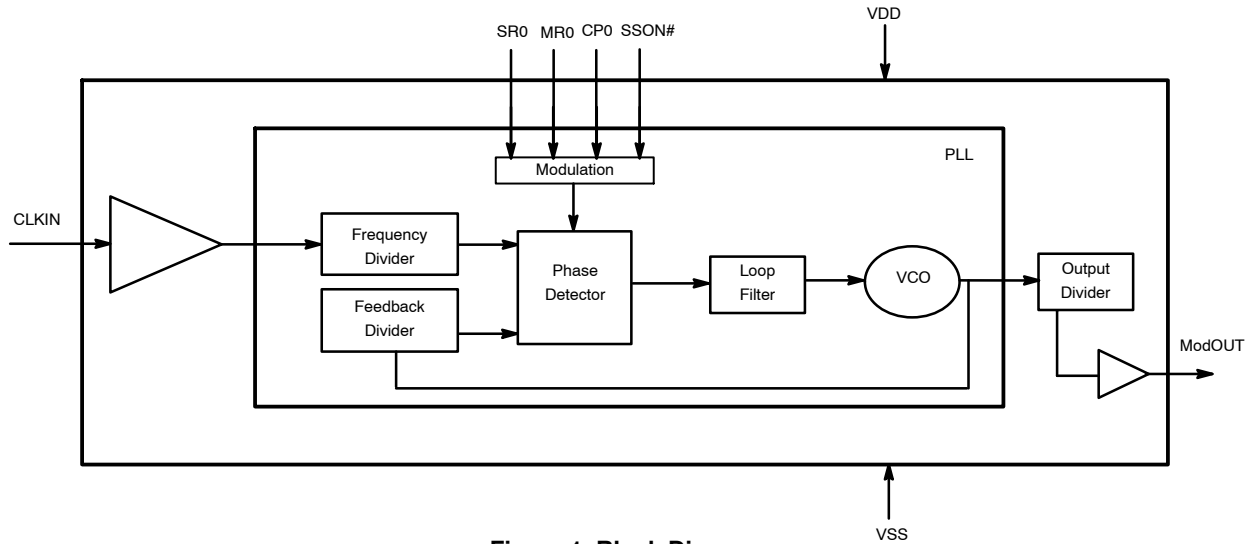 SR0 MR0 CP0 SSON#
VDD
PLL
Modulation
CLKIN
Frequency
Divider
Phase
Detector
Loop
Filter
VCO
Output
Divider
Feedback
Divider
ModOUT
VSS